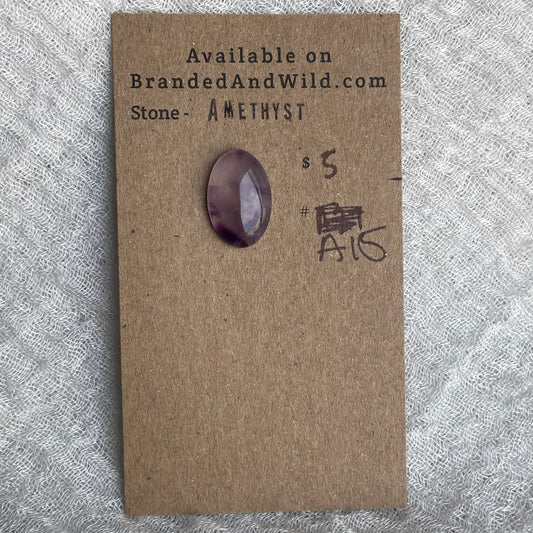 Available on
BrandedAndWild.com
Stone- AMETHYST
$ 5
#
A15